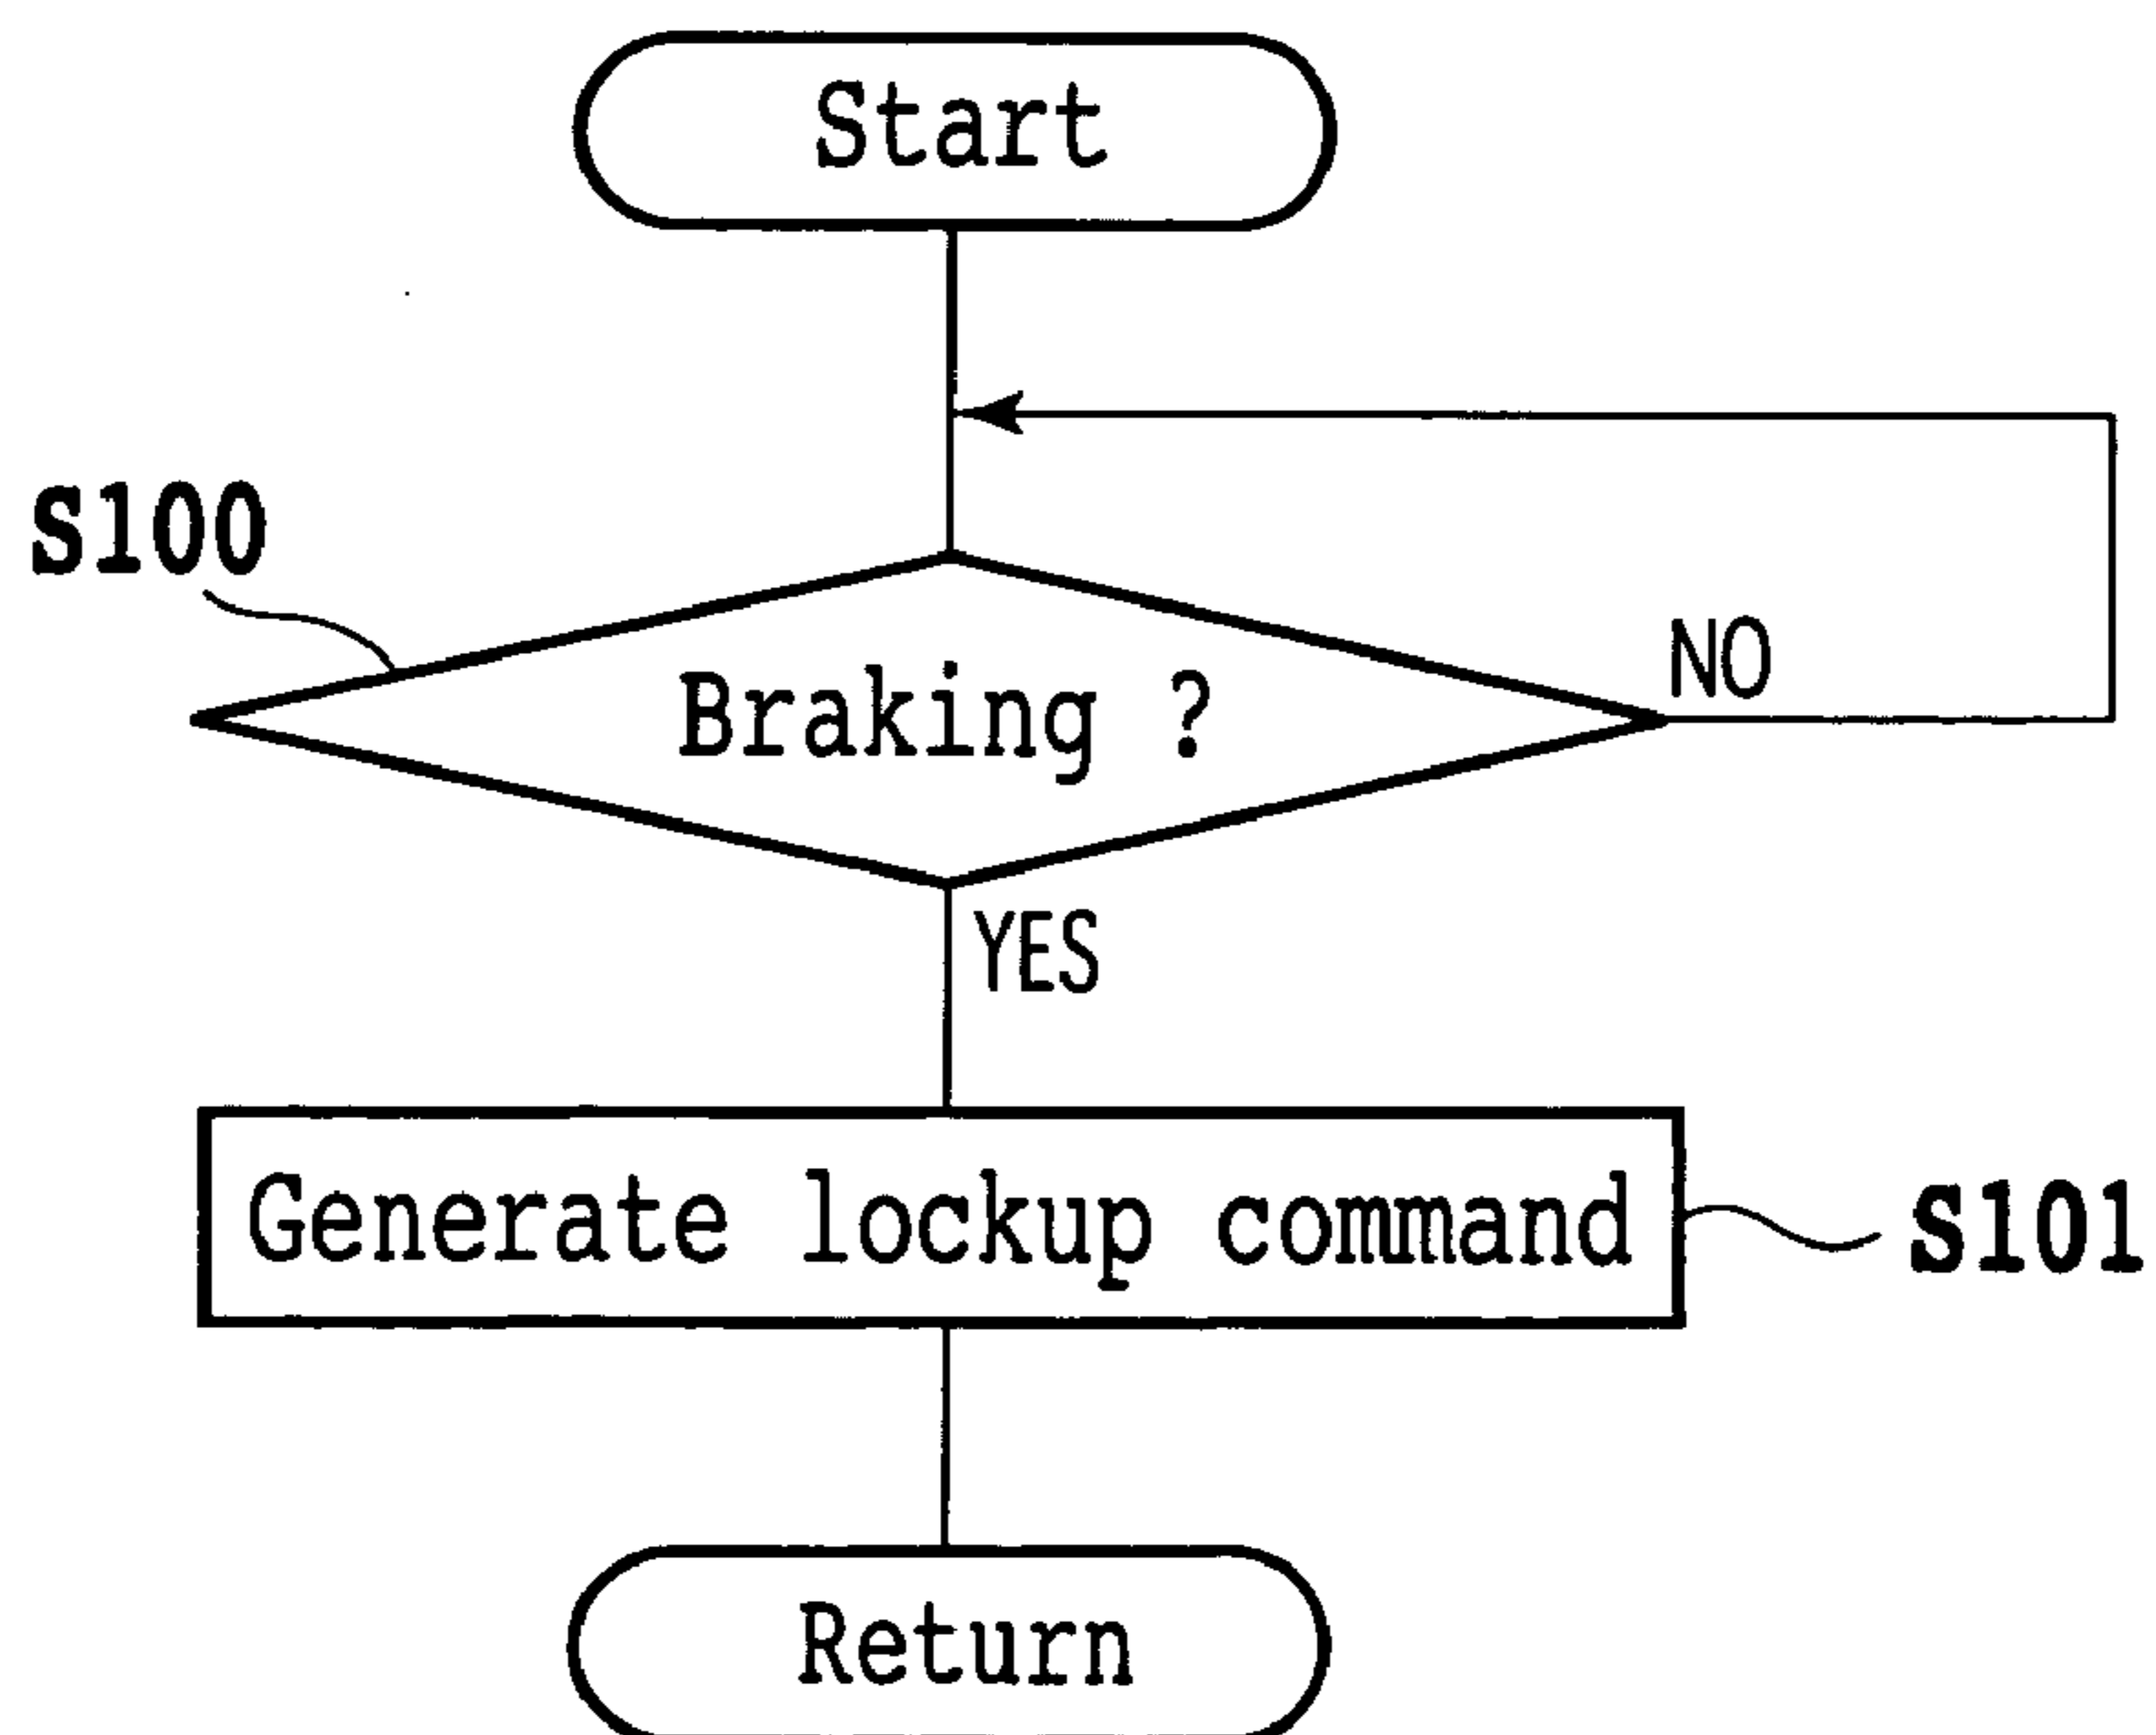 Start
S100
NO
Braking ?
YES
Generate lockup command
S101
Return